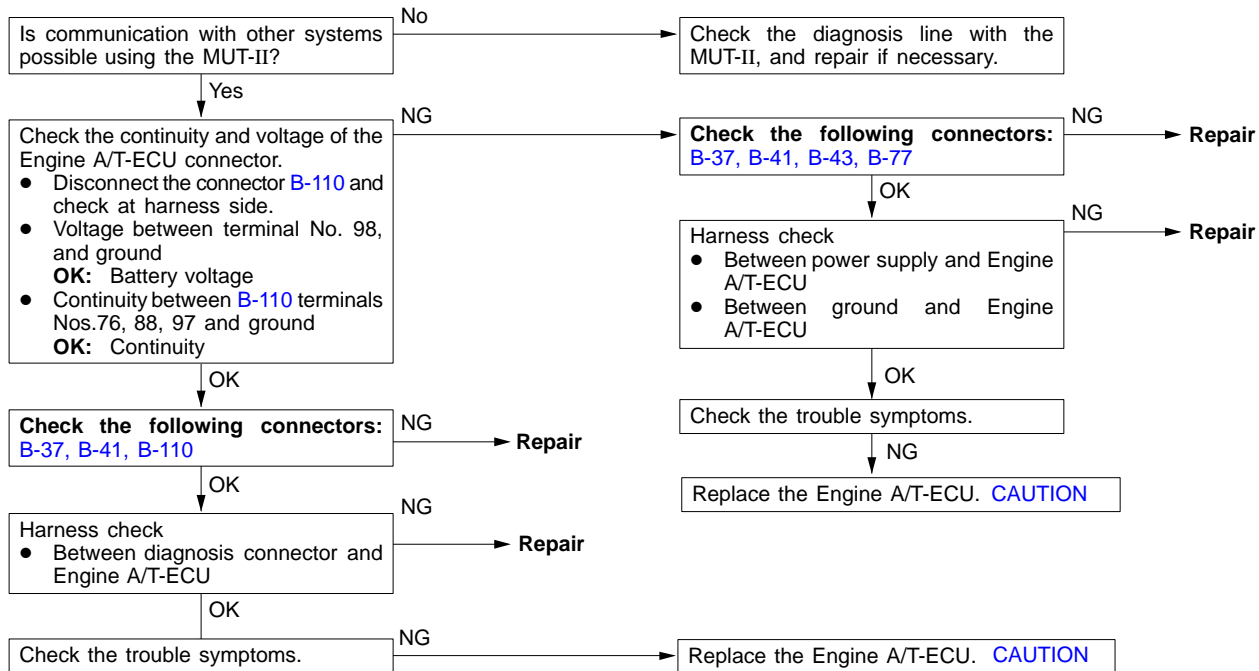 Is communication with other systems
possible using the MUT-II?
No
Check the diagnosis line with the
MUT-II, and repair if necessary.
Yes
Check the continuity and voltage of the
Engine A/T-ECU connector.
● Disconnect the connector B-110 and
check at harness side.
● Voltage between terminal No. 98,
and ground
OK: Battery voltage
● Continuity between B-110 terminals
Nos.76, 88, 97 and ground
OK: Continuity
NG
Check the following connectors:
B-37, B-41, B-43, B-77
NG
Repair
OK
Harness check
● Between power supply and Engine
A/T-ECU
● Between ground and Engine
A/T-ECU
NG
Repair
OK
Check the trouble symptoms.
NG
Replace the Engine A/T-ECU. CAUTION
OK
Check the following connectors:
B-37, B-41, B-110
NG
Repair
OK
Harness check
● Between diagnosis connector and
Engine A/T-ECU
NG
Repair
OK
Check the trouble symptoms.
NG
Replace the Engine A/T-ECU. CAUTION